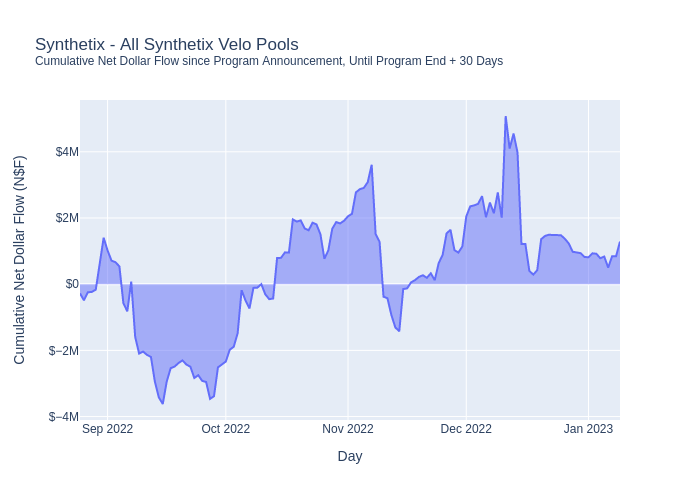 Synthetix - All Synthetix Velo Pools
Cumulative Net Dollar Flow since Program Announcement, Until Program End + 30 Days
Cumulative Net Dollar Flow (N$F)
$4M
$2M
$0
$−2M
$−4M
Sep 2022
Oct 2022
Nov 2022
Dec 2022
Jan 2023
Day